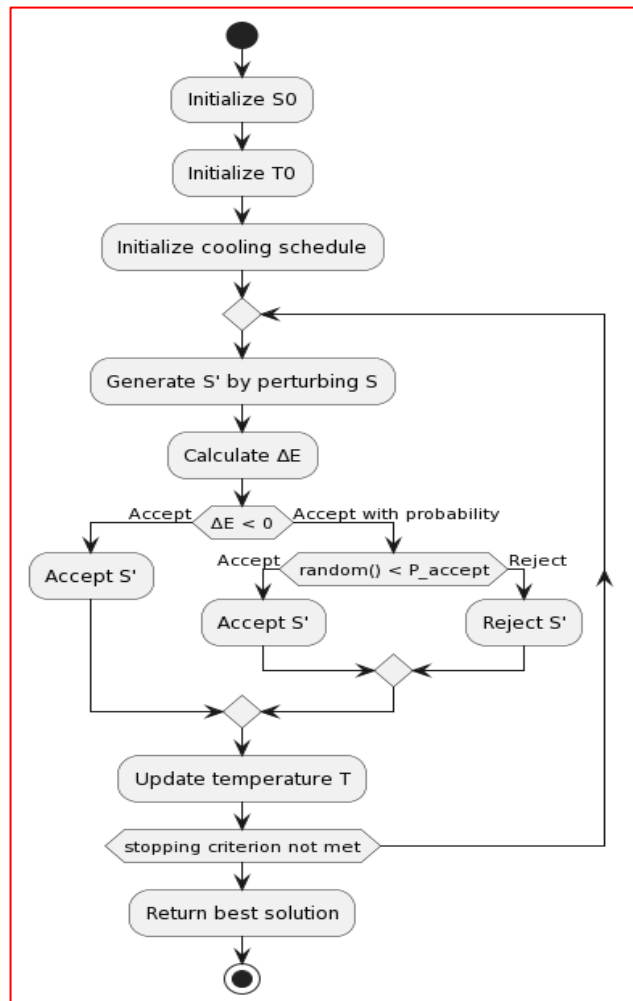 Initialize S0
Initialize T0
Initialize cooling schedule
Generate S' by perturbing S
Calculate ΔE
Accept
ΔE < 0
Accept with probability
Accept S'
Accept
random() < P_accept
Reject
Accept S'
Reject S'
Update temperature T
stopping criterion not met
Return best solution